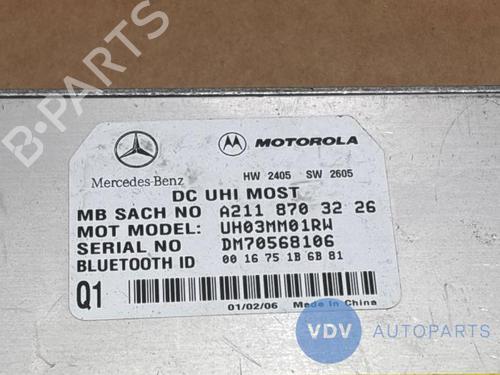 B-PARTS
Mercedes-Benz
MOTOROLA
HW 2405 SW 2605
DC UHI MOST
MB SACH NO A211 870 32 26
MOT MODEL: UH03MM01RW
SERIAL NO DM70568106
BLUETOOTH ID 00 16 75 1B 6B 81
Q1
01/02/06 Made In China
VDV AUTOPARTS